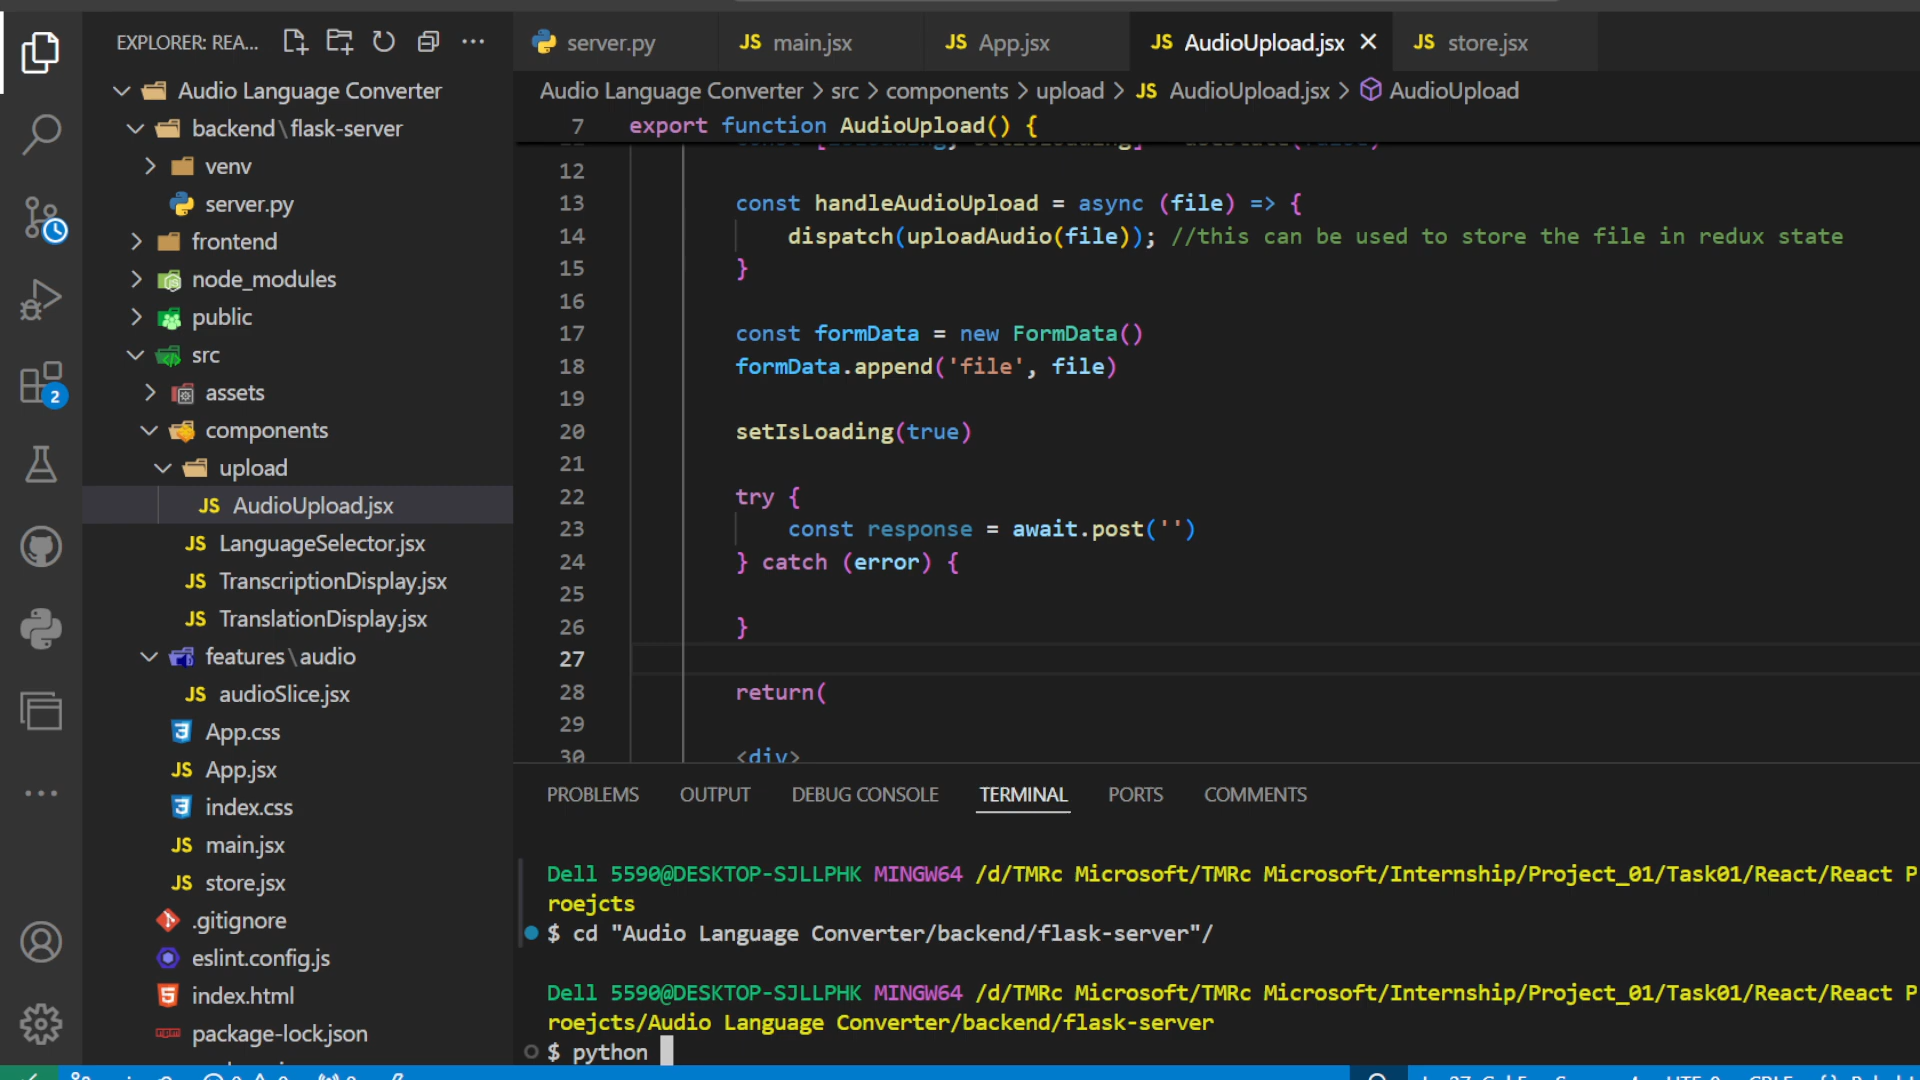 EXPLORER: REA...
Audio Language Converter
backend\flask-server
venv
server.py
frontend
node_modules
public
src
assets
components
upload
AudioUpload.jsx
LanguageSelector.jsx
TranscriptionDisplay.jsx
TranslationDisplay.jsx
features\audio
audioSlice.jsx
App.css
App.jsx
index.css
main.jsx
store.jsx
.gitignore
eslint.config.js
index.html
package-lock.json
2
server.py
main.jsx
App.jsx
AudioUpload.jsx
store.jsx
Audio Language Converter > src > components > upload > JS AudioUpload.jsx > AudioUpload
7 export function AudioUpload() {
12
13 const handleAudioUpload = async (file) => {
14 dispatch(uploadAudio(file)); //this can be used to store the file in redux state
15 }
16
17 const formData = new FormData()
18 formData.append('file', file)
19
20 setIsLoading(true)
21
22 try {
23 const response = await.post('')
24 } catch (error) {
25
26 }
27
28 return(
29
30 <div>
PROBLEMS OUTPUT DEBUG CONSOLE TERMINAL PORTS COMMENTS
Dell 5590@DESKTOP-SJLLPHK MINGW64 /d/TMRc Microsoft/TMRc Microsoft/Internship/Project_01/Task01/React/React P
roejcts
$ cd "Audio Language Converter/backend/flask-server"/
Dell 5590@DESKTOP-SJLLPHK MINGW64 /d/TMRc Microsoft/TMRc Microsoft/Internship/Project_01/Task01/React/React P
roejcts/Audio Language Converter/backend/flask-server
$ python